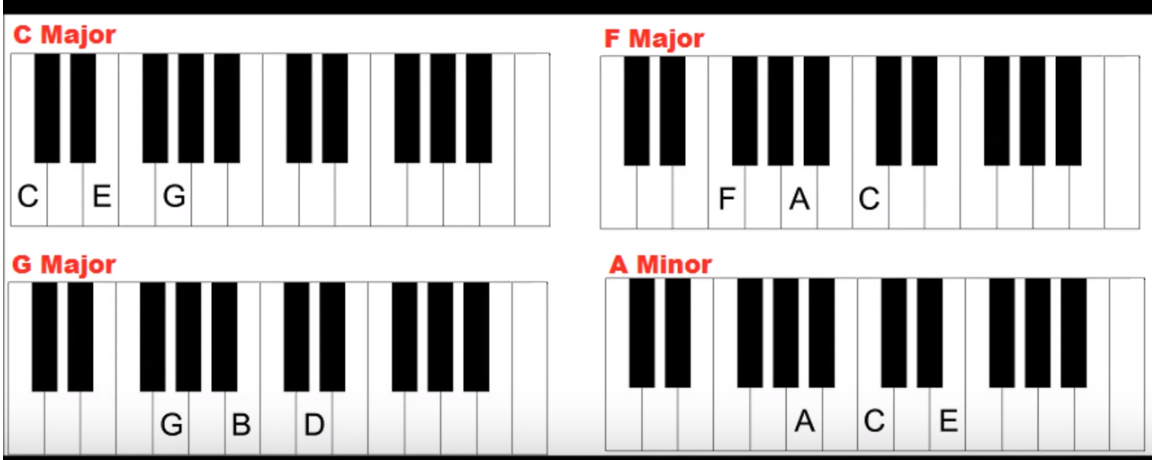 C Major
C E G
F Major
F A C
G Major
G B D
A Minor
A C E